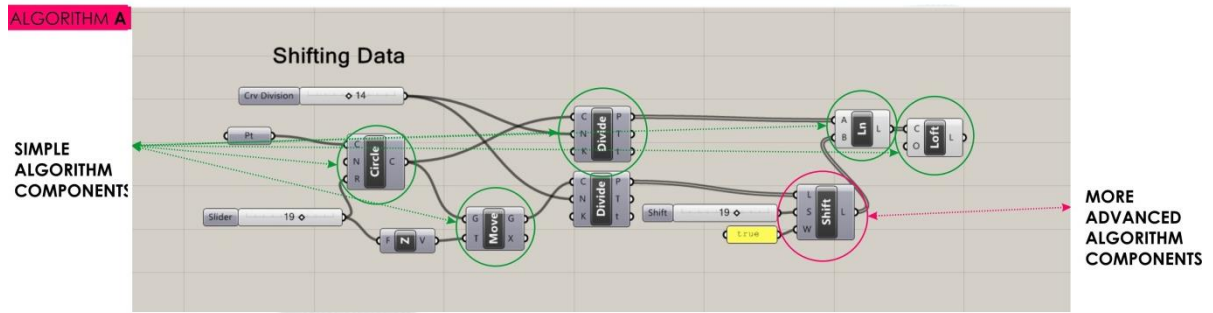 ALGORITHM A
Shifting Data
Crv Division 14
Pt
SIMPLE
ALGORITHM
COMPONENTS
C N R Circle C
Slider 19
F Z V
G T Move G X
C N K Divide P T t
C N K Divide P T t
Shift 19
true
L S W Shift L
A B Ln L
C O Loft L
MORE
ADVANCED
ALGORITHM
COMPONENTS